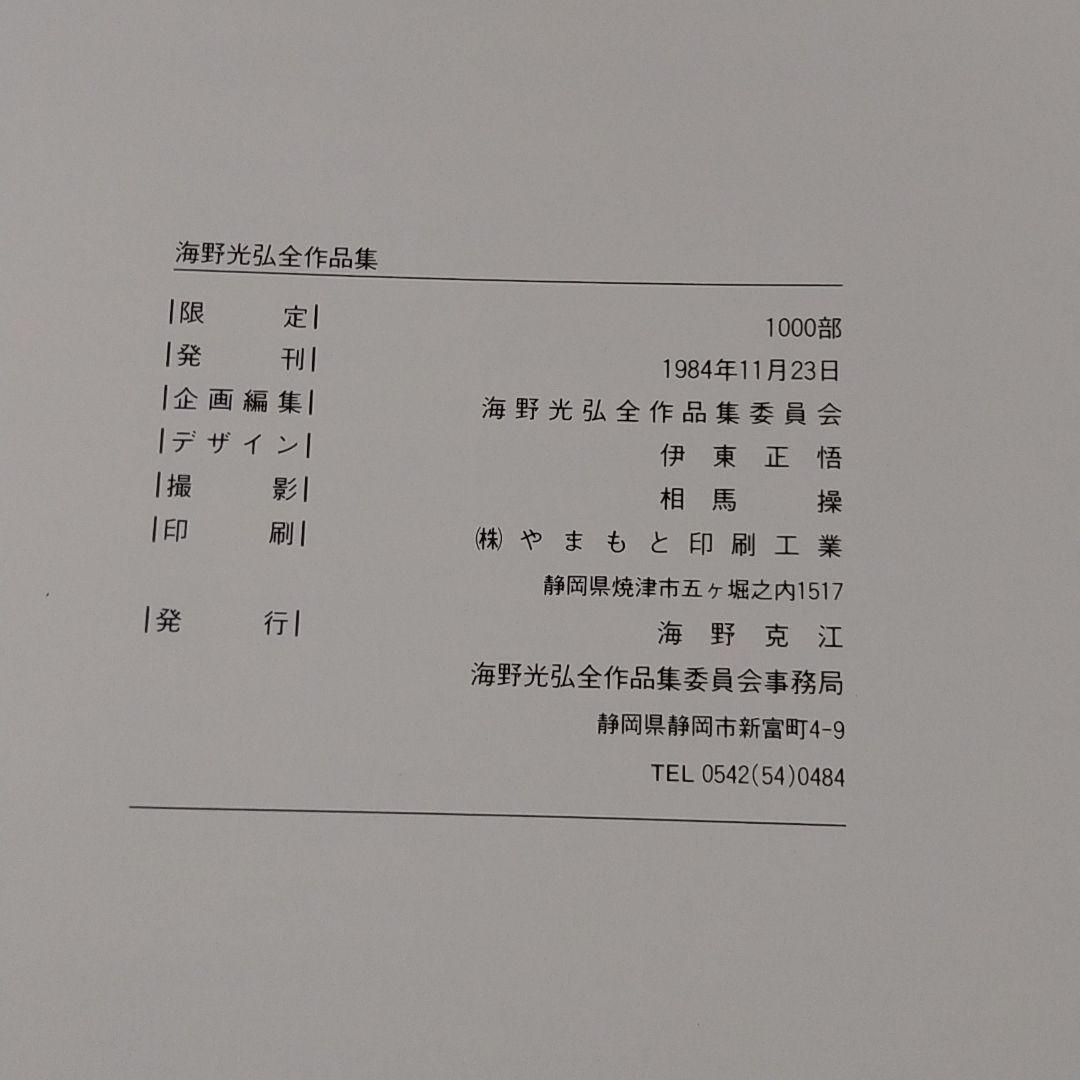 海野光弘全作品集
|限定| 1000部
|発刊| 1984年11月23日
|企画編集| 海野光弘全作品集委員会
|デザイン| 伊東正悟
|撮影| 相馬操
|印刷| ㈱やまもと印刷工業
静岡県焼津市五ヶ堀之内1517
|発行| 海野克江
海野光弘全作品集委員会事務局
静岡県静岡市新富町4-9
TEL 0542(54)0484